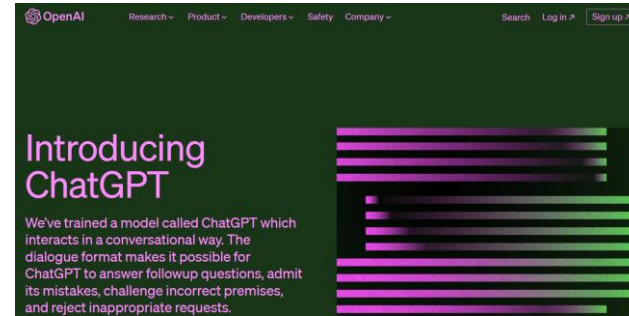 OpenAI Research Product Developers Safety Company Search Log in Sign up
Introducing
ChatGPT
We've trained a model called ChatGPT which
interacts in a conversational way. The
dialogue format makes it possible for
ChatGPT to answer followup questions, admit
its mistakes, challenge incorrect premises,
and reject inappropriate requests.